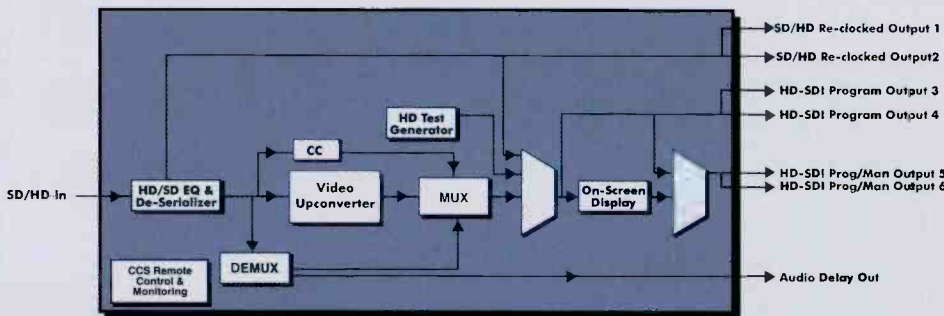 SD/HD Re-clocked Output 1
SD/HD Re-clocked Output2
HD-SDI Program Output 3
HD-SDI Program Output 4
HD Test
Generator
CC
HD-SDI Prog/Man Output 5
HD-SDI Prog/Man Output 6
SD/HD In
HD/SD EQ &
De-Serializer
Video
Upconverter
MUX
On-Screen
Display
CCS Remote
Control &
Monitoring
DEMUX
Audio Delay Out